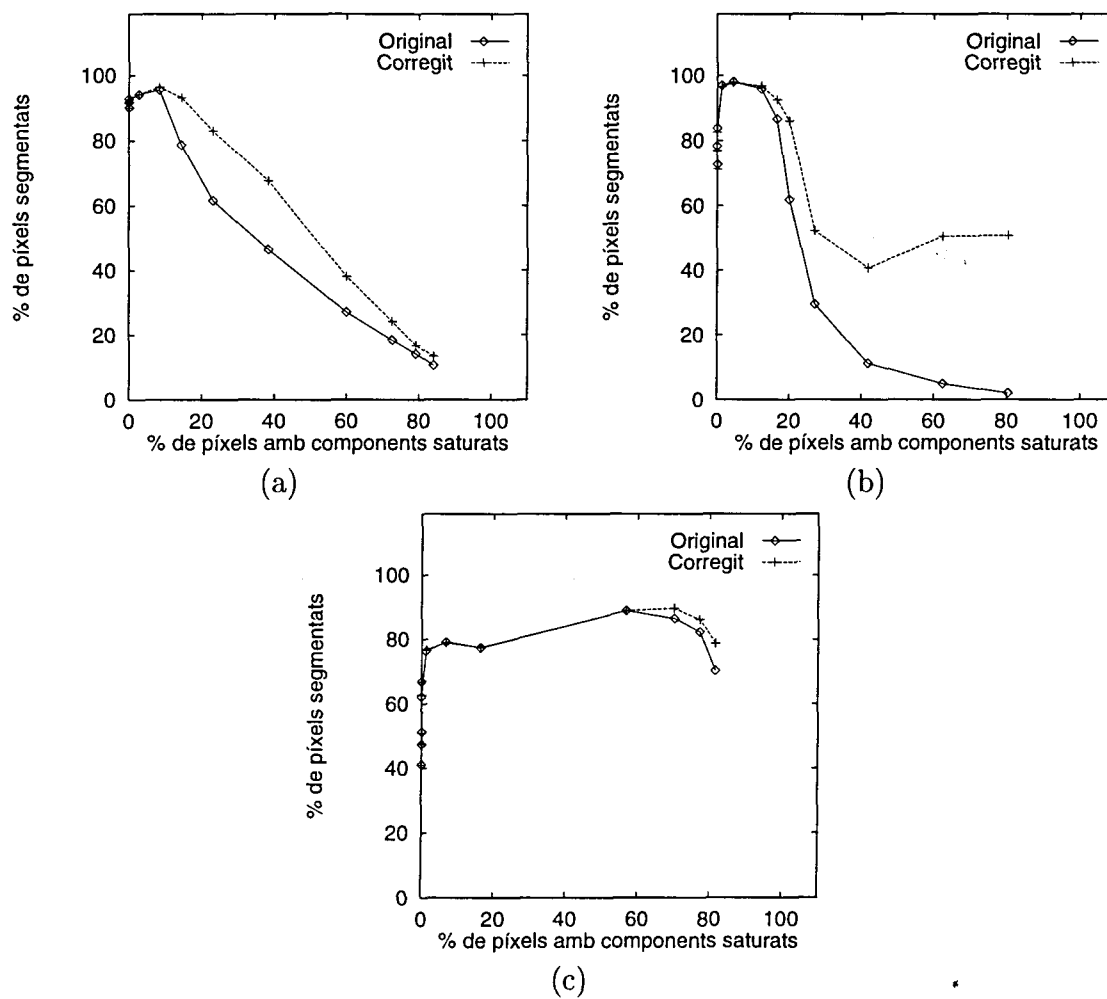 Original
Corregit
% de píxels segmentats
100
80
60
40
20
0
0 20 40 60 80 100
% de píxels amb components saturats
(a)
Original
Corregit
% de píxels segmentats
100
80
60
40
20
0
0 20 40 60 80 100
% de píxels amb components saturats
(b)
Original
Corregit
% de píxels segmentats
100
80
60
40
20
0
0 20 40 60 80 100
% de píxels amb components saturats
(c)